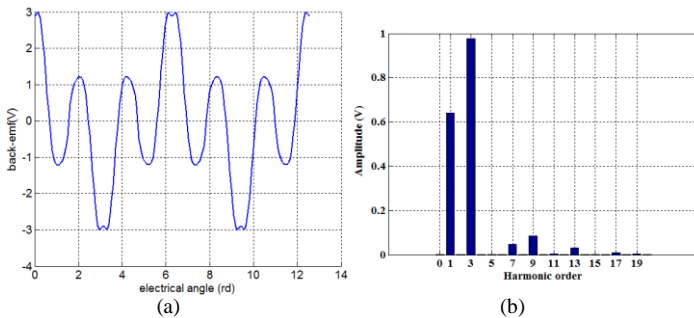 back-emf(V)
3
2
1
0
-1
-2
-3
-4
0 2 4 6 8 10 12 14
electrical angle (rd)
(a)
Amplitude (V)
1
0.8
0.6
0.4
0.2
0
0 1 3 5 7 9 11 13 15 17 19
Harmonic order
(b)